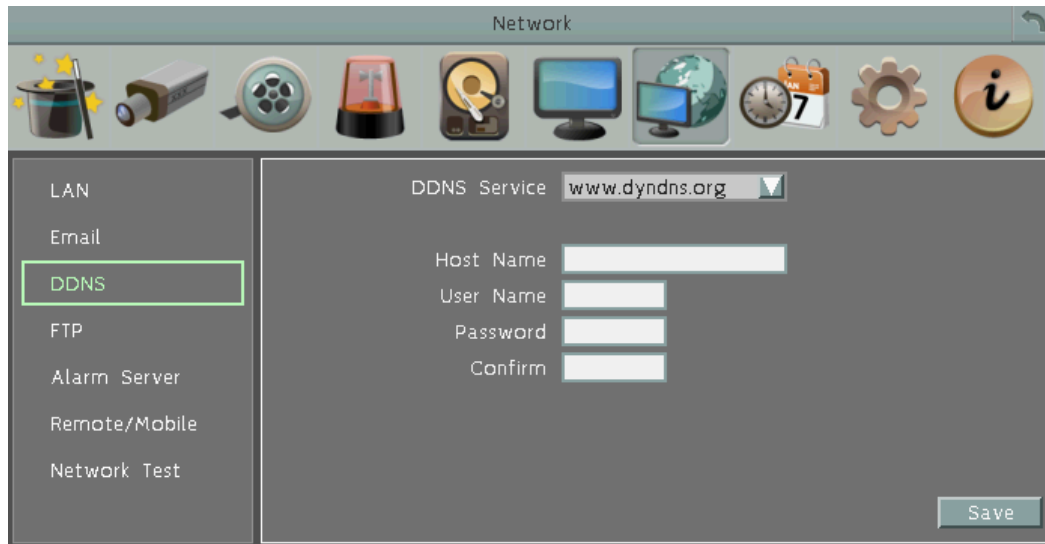 Network
7
i
LAN
Email
DDNS
FTP
Alarm Server
Remote/Mobile
Network Test
DDNS Service www.dyndns.org
Host Name
User Name
Password
Confirm
Save